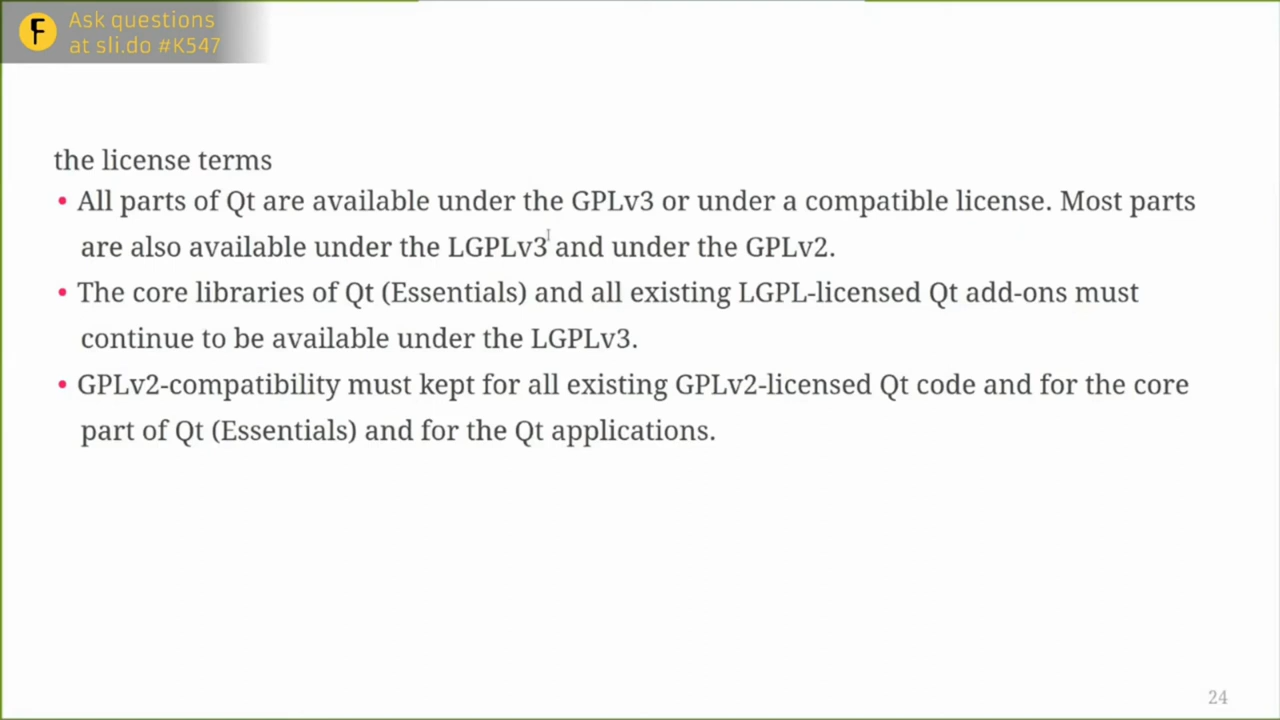 F
Ask questions
at sli.do #K547
the license terms
• All parts of Qt are available under the GPLv3 or under a compatible license. Most parts
are also available under the LGPLv3 and under the GPLv2.
• The core libraries of Qt (Essentials) and all existing LGPL-licensed Qt add-ons must
continue to be available under the LGPLv3.
• GPLv2-compatibility must kept for all existing GPLv2-licensed Qt code and for the core
part of Qt (Essentials) and for the Qt applications.
24